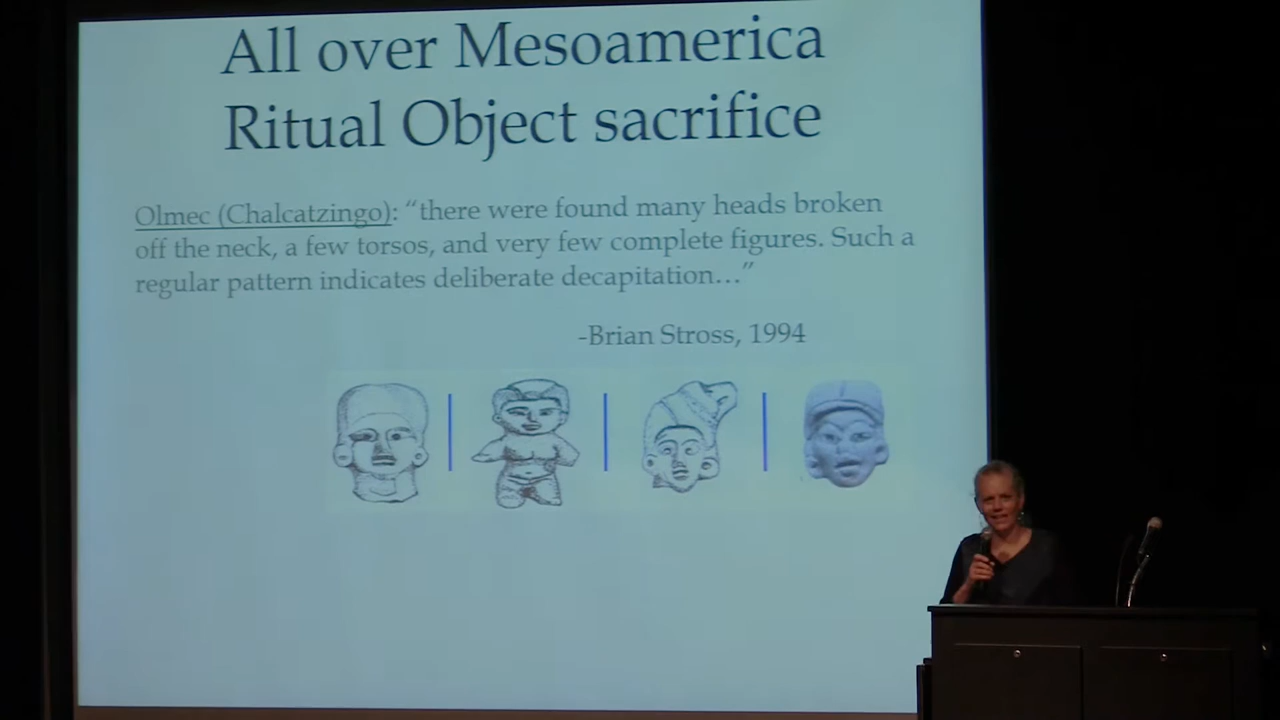 All over Mesoamerica
Ritual Object sacrifice
Olmec (Chalcatzingo): “there were found many heads broken
off the neck, a few torsos, and very few complete figures. Such a
regular pattern indicates deliberate decapitation…”
-Brian Stross, 1994